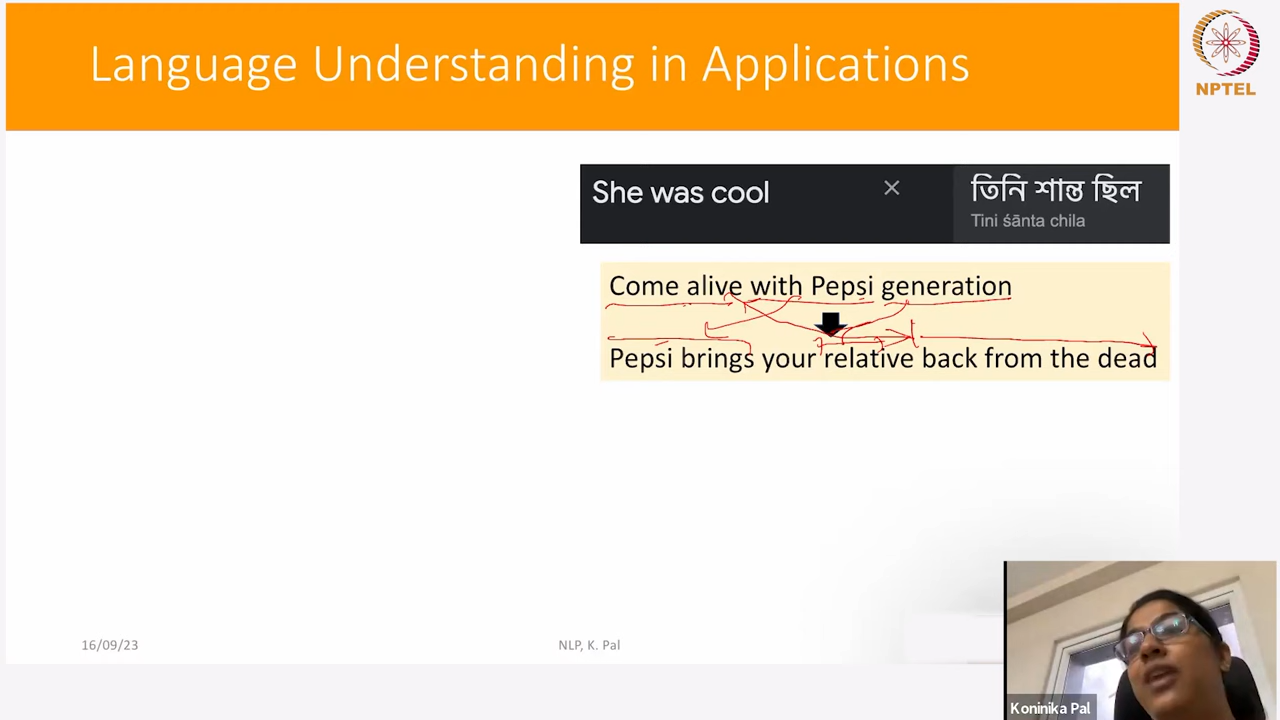 Language Understanding in Applications
NPTEL
She was cool
তিনি শান্ত ছিল
Tini śānta chila
Come alive with Pepsi generation
Pepsi brings your relative back from the dead
16/09/23
NLP, K. Pal
Koninika Pal